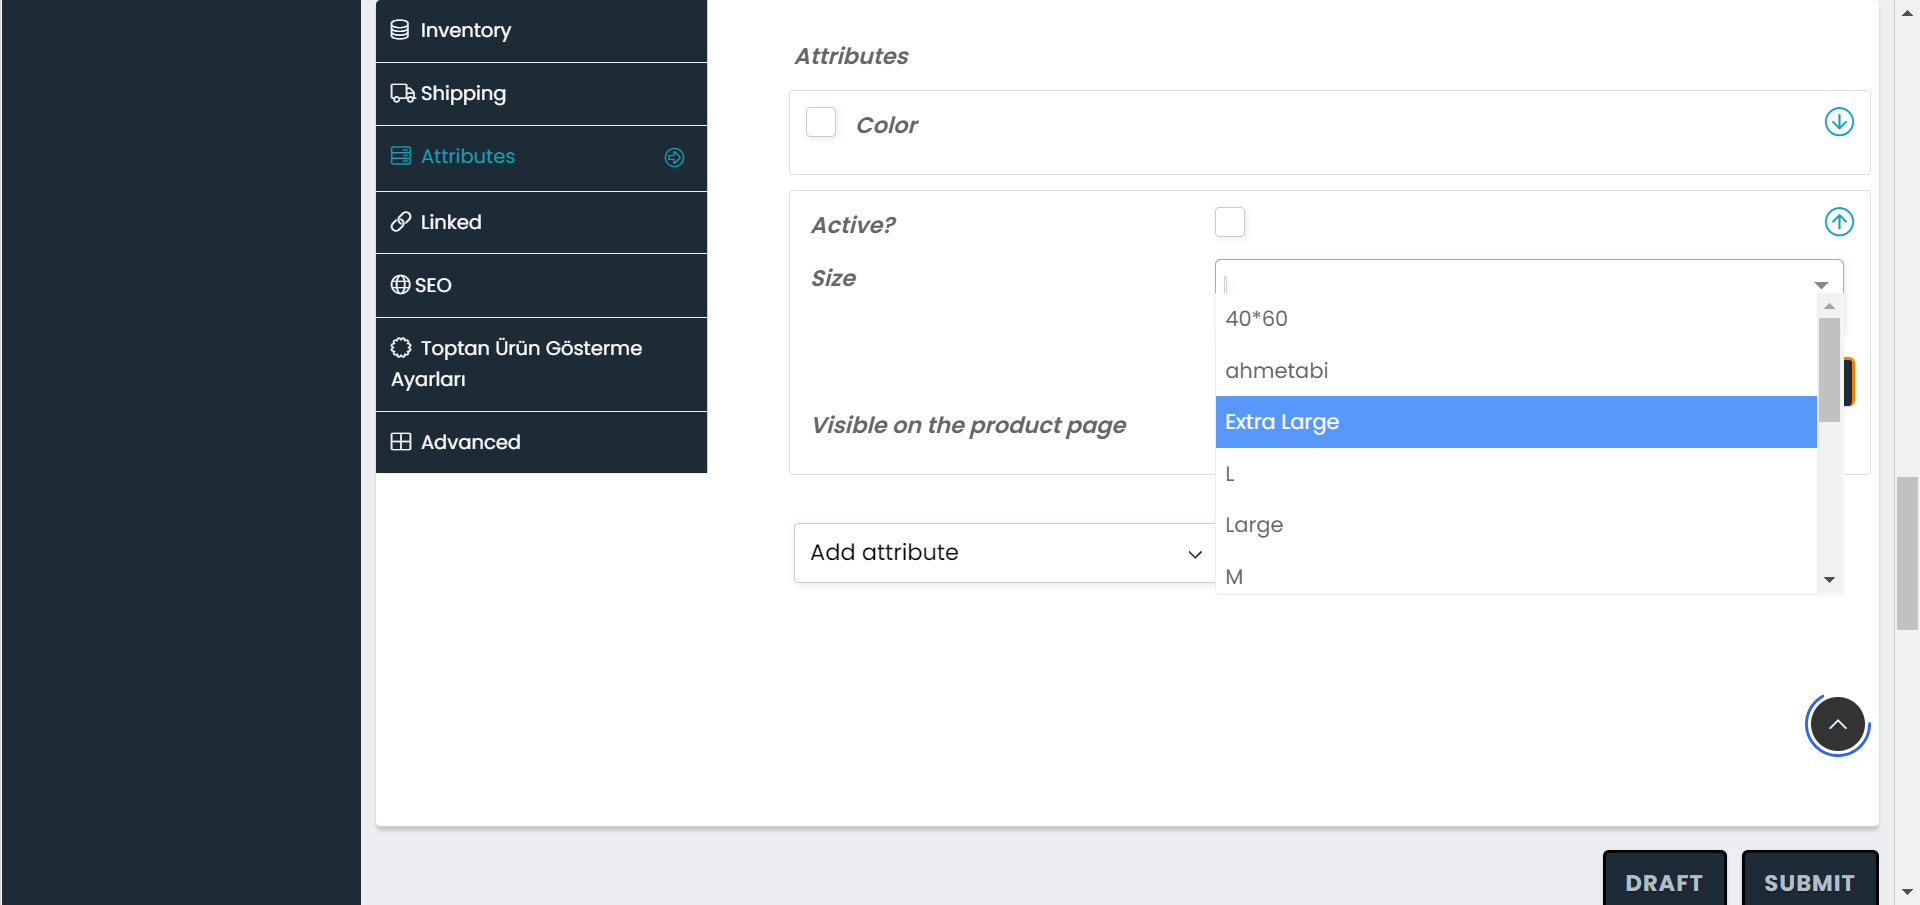 Inventory
Shipping
Attributes
Linked
SEO
Toptan Ürün Gösterme
Ayarları
Advanced
Attributes
Color
Active?
Size
40*60
ahmetabi
Extra Large
L
Large
M
Visible on the product page
Add attribute
DRAFT
SUBMIT